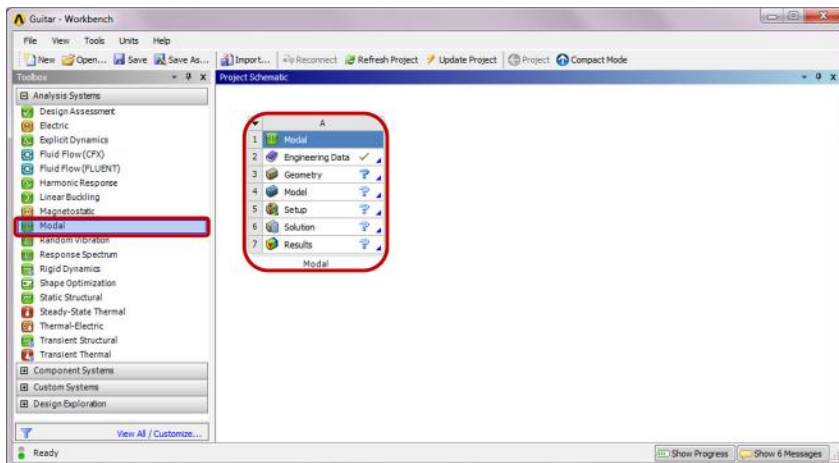 Guitar - Workbench
File View Tools Units Help
New Open... Save Save As... Import... Reconnect Refresh Project Update Project Project Compact Mode
Toolbox
Project Schematic
Analysis Systems
Design Assessment
Electric
Explicit Dynamics
Fluid Flow (CFX)
Fluid Flow (FLUENT)
Harmonic Response
Linear Buckling
Magnetostatic
Modal
Random Vibration
Response Spectrum
Rigid Dynamics
Shape Optimization
Static Structural
Steady-State Thermal
Thermal-Electric
Transient Structural
Transient Thermal
Component Systems
Custom Systems
Design Exploration
View All / Customize...
A
1 Modal
2 Engineering Data
3 Geometry
4 Model
5 Setup
6 Solution
7 Results
Modal
Ready
Show Progress Show 6 Messages